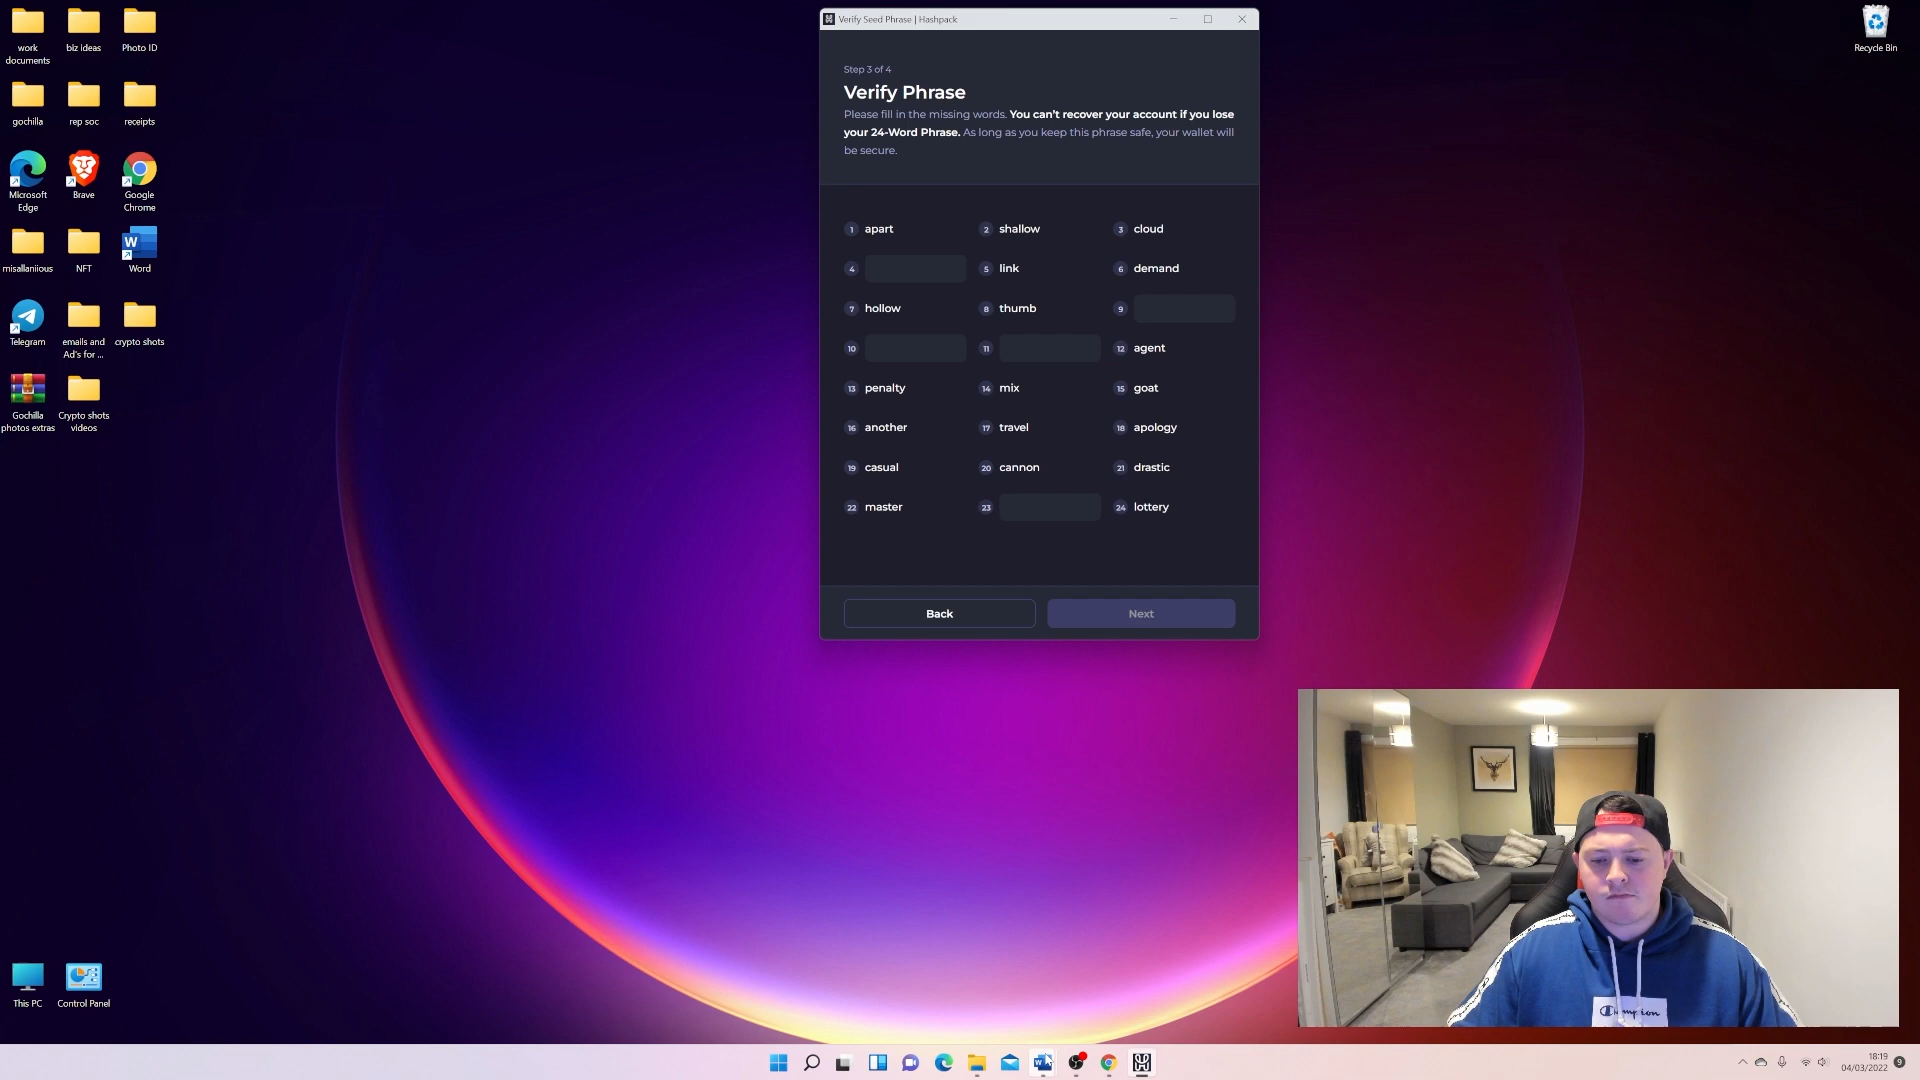 Verify Seed Phrase | Hashpack
work documents
biz ideas
Photo ID
Recycle Bin
gochilla
rep soc
receipts
Microsoft Edge
Brave
Google Chrome
misallaniious
NFT
Word
Telegram
emails and Ad's for ...
crypto shots
Gochilla photos extras
Crypto shots videos
This PC
Control Panel
Step 3 of 4
Verify Phrase
Please fill in the missing words. You can't recover your account if you lose
your 24-Word Phrase. As long as you keep this phrase safe, your wallet will
be secure.
1 apart 2 shallow 3 cloud
4 5 link 6 demand
7 hollow 8 thumb 9
10 11 12 agent
13 penalty 14 mix 15 goat
16 another 17 travel 18 apology
19 casual 20 cannon 21 drastic
22 master 23 24 lottery
Back Next
Champion
18:19
04/03/2022
9